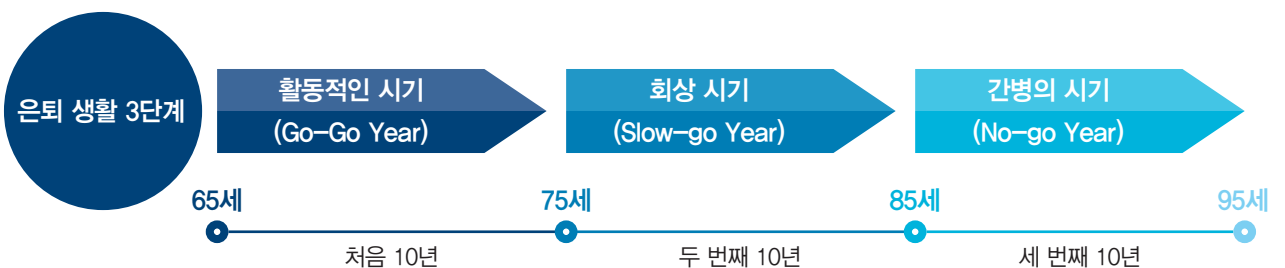 은퇴 생활 3단계
활동적인 시기
(Go-Go Year)
회상 시기
(Slow-go Year)
간병의 시기
(No-go Year)
65세
75세
85세
95세
처음 10년
두 번째 10년
세 번째 10년